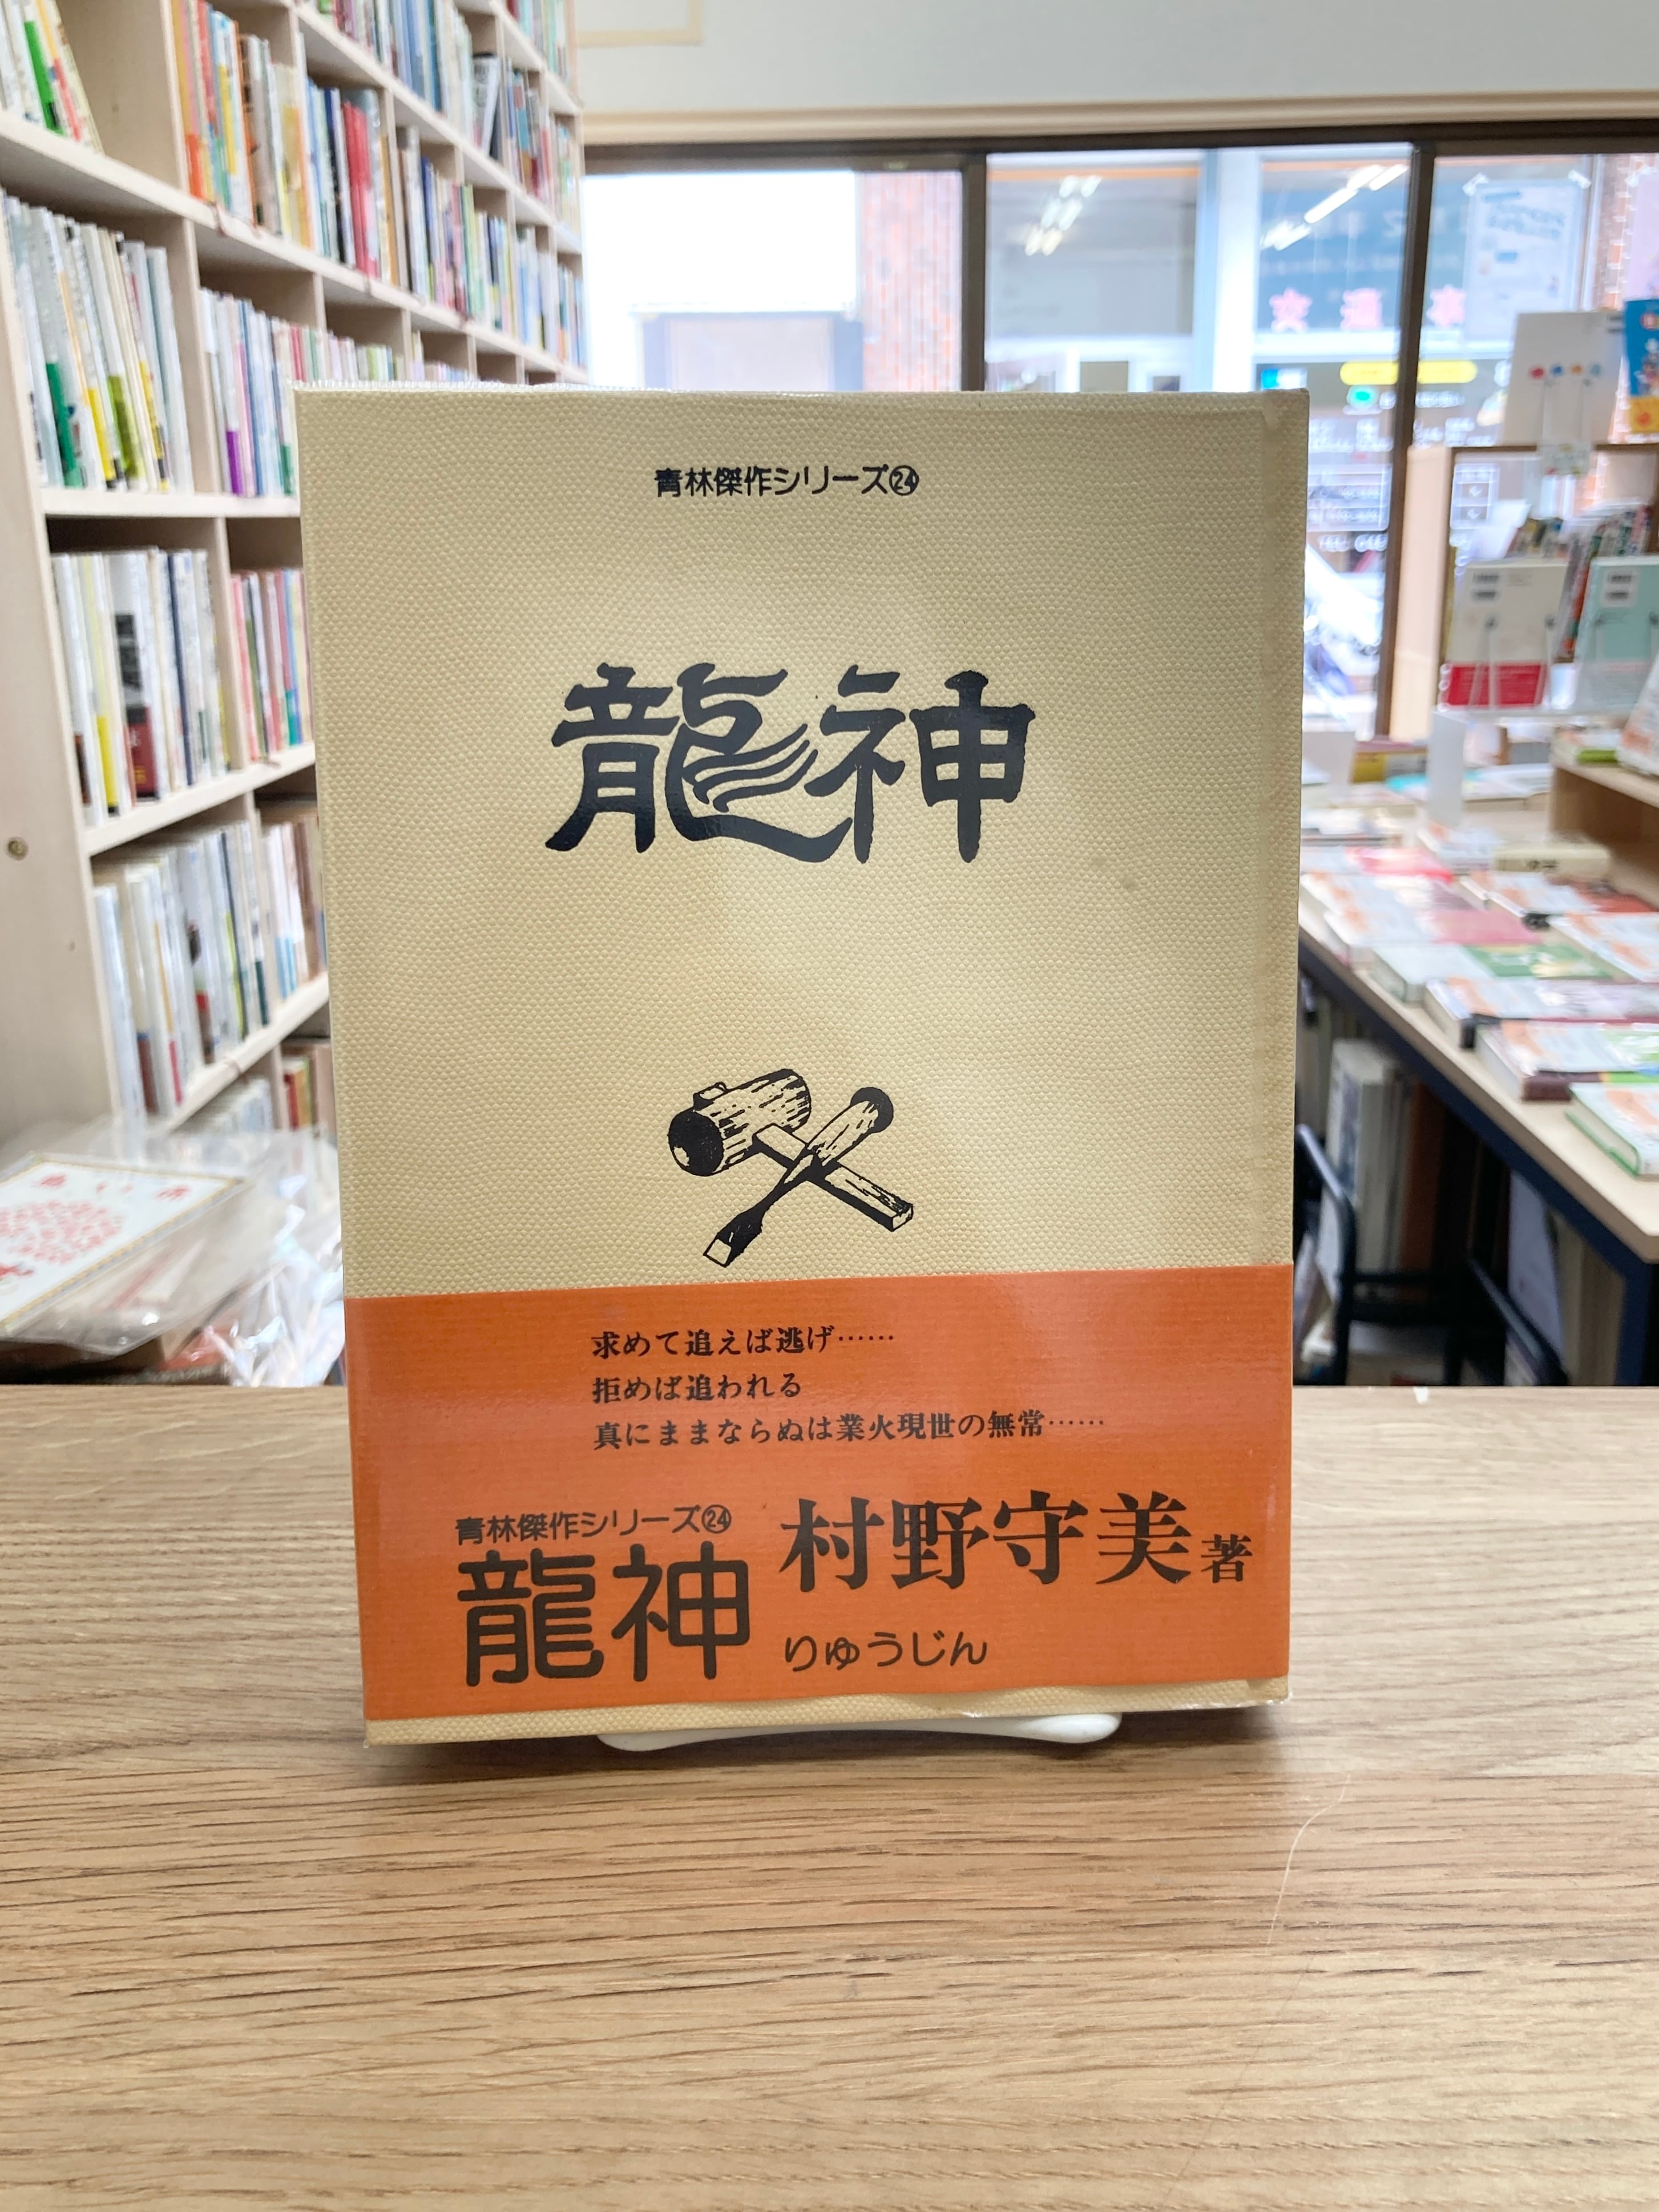 青林傑作シリーズ㉔
龍神
求めて追えば逃げ……
拒めば追われる
真にままならぬは業火現世の無常……
青林傑作シリーズ㉔
龍神
村野守美著
りゅうじん